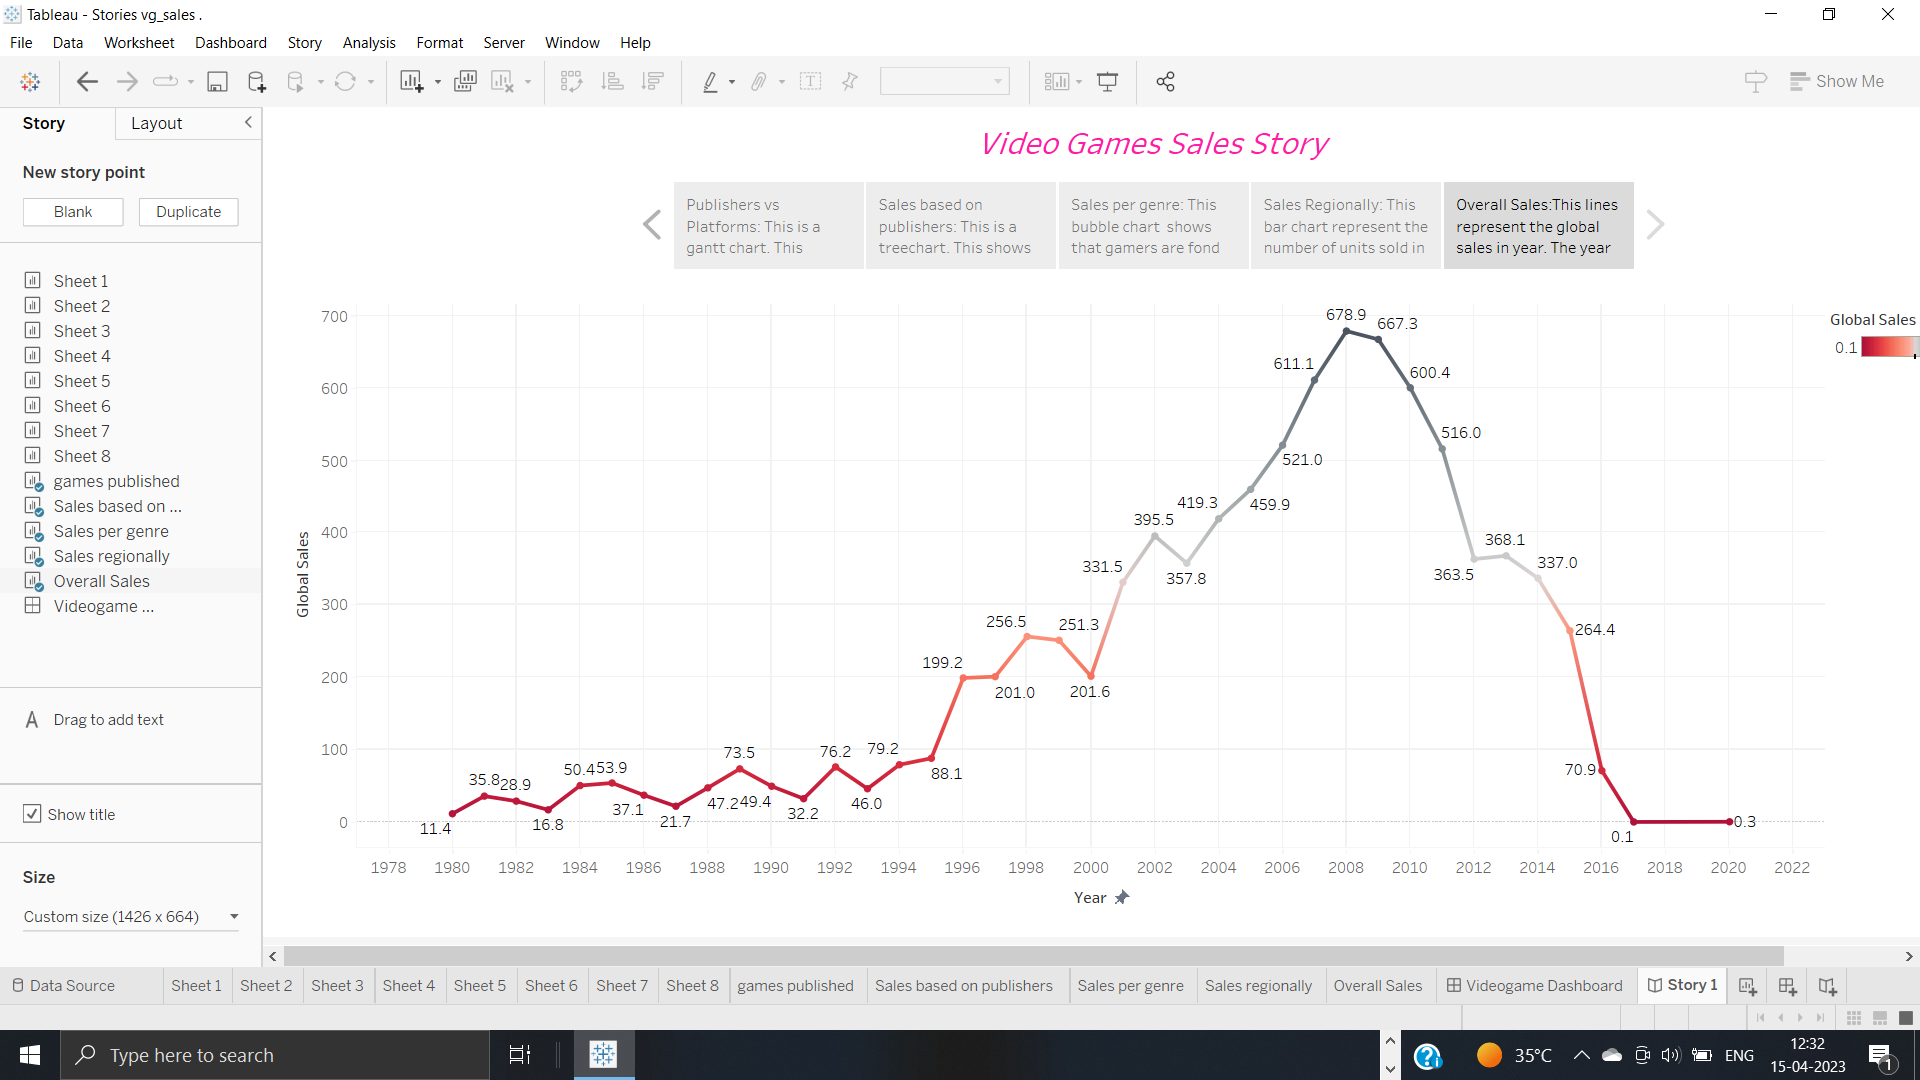 Tableau - Stories vg_sales .
File Data Worksheet Dashboard Story Analysis Format Server Window Help
Show Me
Story Layout
New story point
Blank Duplicate
Sheet 1
Sheet 2
Sheet 3
Sheet 4
Sheet 5
Sheet 6
Sheet 7
Sheet 8
games published
Sales based on ...
Sales per genre
Sales regionally
Overall Sales
Videogame ...
A Drag to add text
Show title
Size
Custom size (1426 x 664)
Video Games Sales Story
Publishers vs
Platforms: This is a
gantt chart. This
Sales based on
publishers: This is a
treechart. This shows
Sales per genre: This
bubble chart shows
that gamers are fond
Sales Regionally: This
bar chart represent the
number of units sold in
Overall Sales:This lines
represent the global
sales in year. The year
Global Sales
0.1
Global Sales
700
600
500
400
300
200
100
0
11.4
35.8
28.9
16.8
50.4
53.9
37.1
21.7
47.2
73.5
49.4
32.2
76.2
46.0
79.2
88.1
199.2
201.0
256.5
251.3
201.6
331.5
395.5
357.8
419.3
459.9
521.0
611.1
678.9
667.3
600.4
516.0
363.5
368.1
337.0
264.4
70.9
0.1
0.3
1978 1980 1982 1984 1986 1988 1990 1992 1994 1996 1998 2000 2002 2004 2006 2008 2010 2012 2014 2016 2018 2020 2022
Year
Data Source Sheet 1 Sheet 2 Sheet 3 Sheet 4 Sheet 5 Sheet 6 Sheet 7 Sheet 8 games published Sales based on publishers Sales per genre Sales regionally Overall Sales Videogame Dashboard Story 1
Type here to search
35°C
ENG
12:32
15-04-2023
1